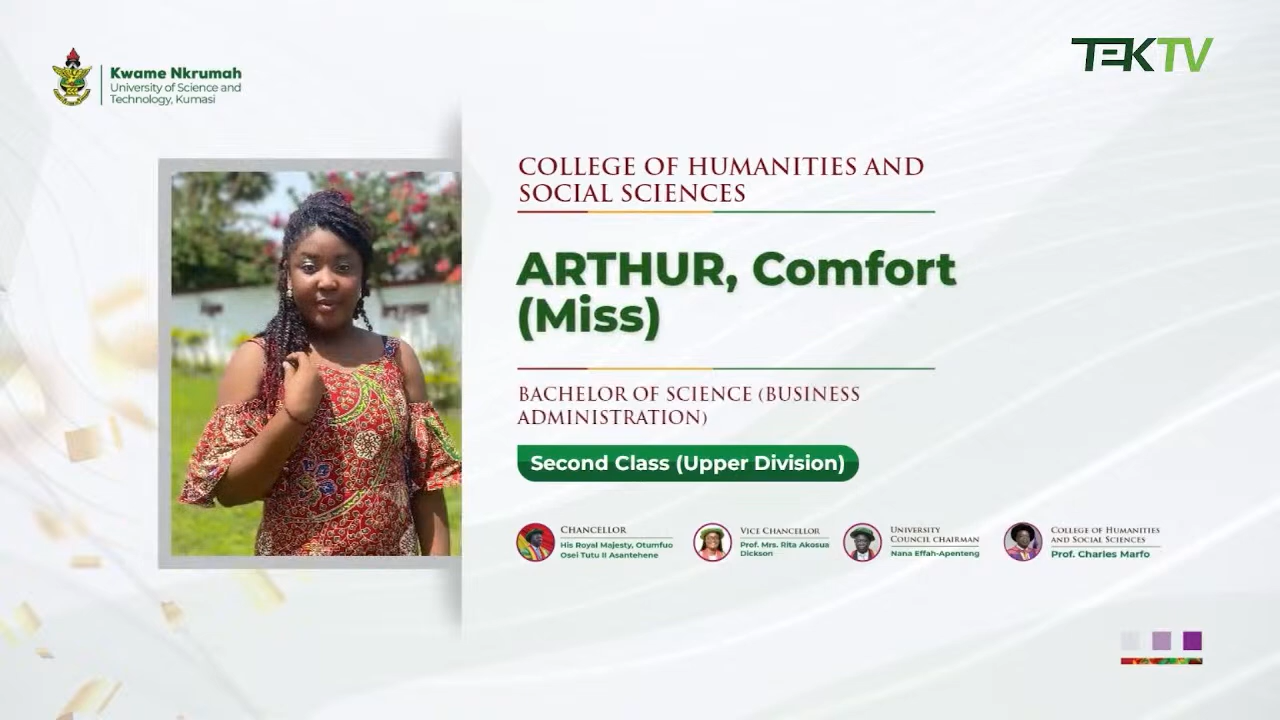 Kwame Nkrumah
University of Science and
Technology, Kumasi
TEKTV
COLLEGE OF HUMANITIES AND
SOCIAL SCIENCES
ARTHUR, Comfort
(Miss)
BACHELOR OF SCIENCE (BUSINESS
ADMINISTRATION)
Second Class (Upper Division)
CHANCELLOR
His Royal Majesty, Otumfuo
Osei Tutu II Asantehene
VICE CHANCELLOR
Prof. Mrs. Rita Akosua
Dickson
UNIVERSITY
COUNCIL CHAIRMAN
Nana Effah-Apenteng
COLLEGE OF HUMANITIES
AND SOCIAL SCIENCES
Prof. Charles Marfo